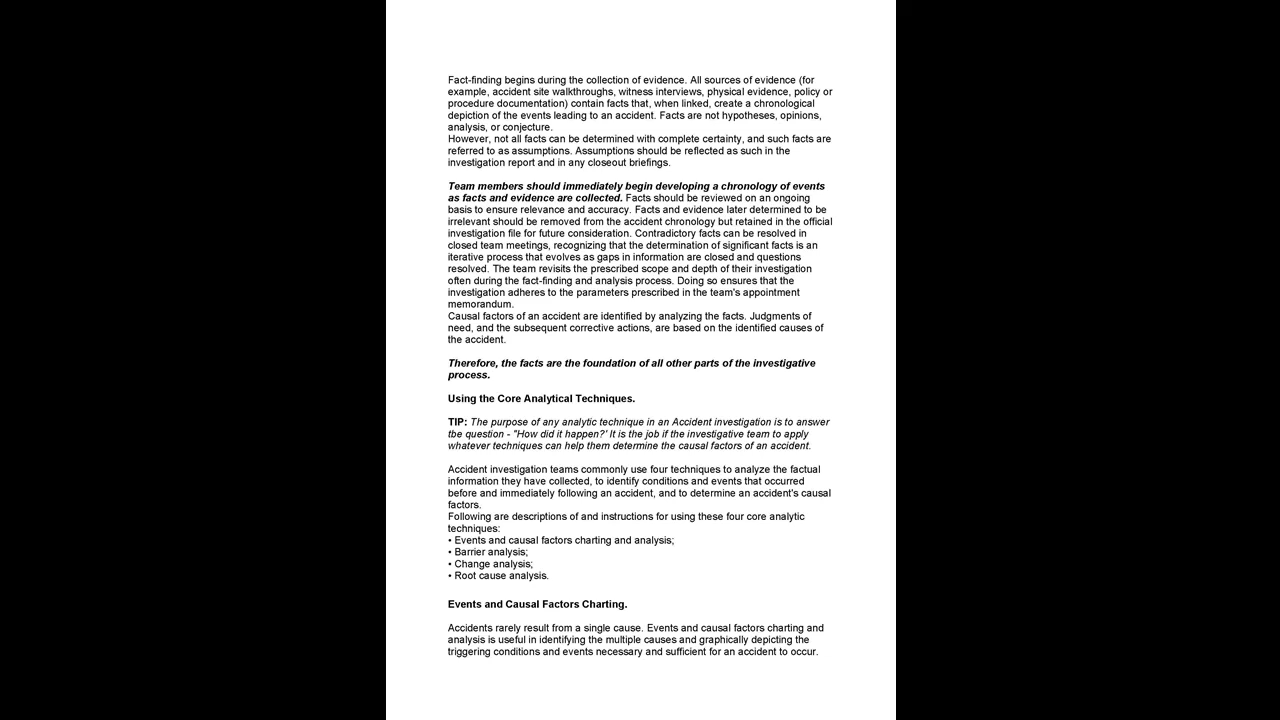 Fact-finding begins during the collection of evidence. All sources of evidence (for
example, accident site walkthroughs, witness interviews, physical evidence, policy or
procedure documentation) contain facts that, when linked, create a chronological
depiction of the events leading to an accident. Facts are not hypotheses, opinions,
analysis, or conjecture.
However, not all facts can be determined with complete certainty, and such facts are
referred to as assumptions. Assumptions should be reflected as such in the
investigation report and in any closeout briefings.
Team members should immediately begin developing a chronology of events
as facts and evidence are collected. Facts should be reviewed on an ongoing
basis to ensure relevance and accuracy. Facts and evidence later determined to be
irrelevant should be removed from the accident chronology but retained in the official
investigation file for future consideration. Contradictory facts can be resolved in
closed team meetings, recognizing that the determination of significant facts is an
iterative process that evolves as gaps in information are closed and questions
resolved. The team revisits the prescribed scope and depth of their investigation
often during the fact-finding and analysis process. Doing so ensures that the
investigation adheres to the parameters prescribed in the team's appointment
memorandum.
Causal factors of an accident are identified by analyzing the facts. Judgments of
need, and the subsequent corrective actions, are based on the identified causes of
the accident.
Therefore, the facts are the foundation of all other parts of the investigative
process.
Using the Core Analytical Techniques.
TIP: The purpose of any analytic technique in an Accident investigation is to answer
tbe question - "How did it happen?' It is the job if the investigative team to apply
whatever techniques can help them determine the causal factors of an accident.
Accident investigation teams commonly use four techniques to analyze the factual
information they have collected, to identify conditions and events that occurred
before and immediately following an accident, and to determine an accident's causal
factors.
Following are descriptions of and instructions for using these four core analytic
techniques:
• Events and causal factors charting and analysis;
• Barrier analysis;
• Change analysis;
• Root cause analysis.
Events and Causal Factors Charting.
Accidents rarely result from a single cause. Events and causal factors charting and
analysis is useful in identifying the multiple causes and graphically depicting the
triggering conditions and events necessary and sufficient for an accident to occur.